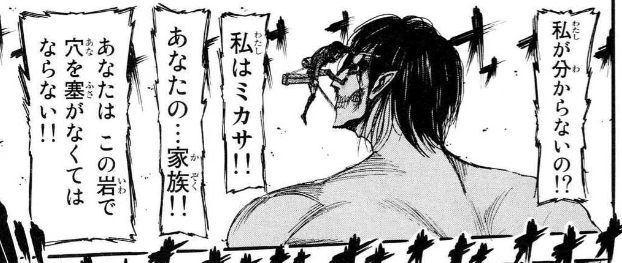 私が分からないの!?
私はミカサ!!
あなたの…家族!!
あなたは この岩で
穴を塞がなくては
ならない!!